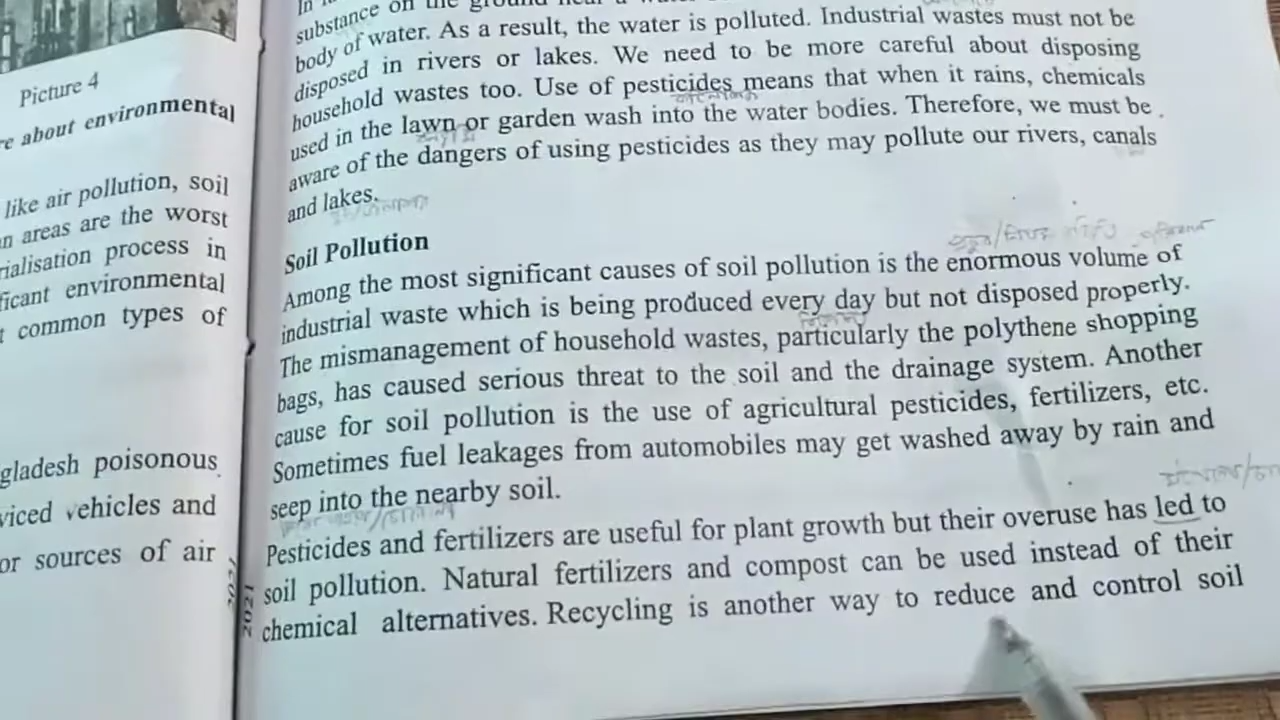 Picture 4
re about environmental
like air pollution, soil
n areas are the worst
rialisation process in
ficant environmental
t common types of
gladesh poisonous
viced vehicles and
or sources of air
2021
substance on the ground near a
body of water. As a result, the water is polluted. Industrial wastes must not be
disposed in rivers or lakes. We need to be more careful about disposing
household wastes too. Use of pesticides means that when it rains, chemicals
used in the lawn or garden wash into the water bodies. Therefore, we must be
aware of the dangers of using pesticides as they may pollute our rivers, canals
and lakes.
Soil Pollution
Among the most significant causes of soil pollution is the enormous volume of
industrial waste which is being produced every day but not disposed properly.
The mismanagement of household wastes, particularly the polythene shopping
bags, has caused serious threat to the soil and the drainage system. Another
cause for soil pollution is the use of agricultural pesticides, fertilizers, etc.
Sometimes fuel leakages from automobiles may get washed away by rain and
seep into the nearby soil.
Pesticides and fertilizers are useful for plant growth but their overuse has led to
soil pollution. Natural fertilizers and compost can be used instead of their
chemical alternatives. Recycling is another way to reduce and control soil